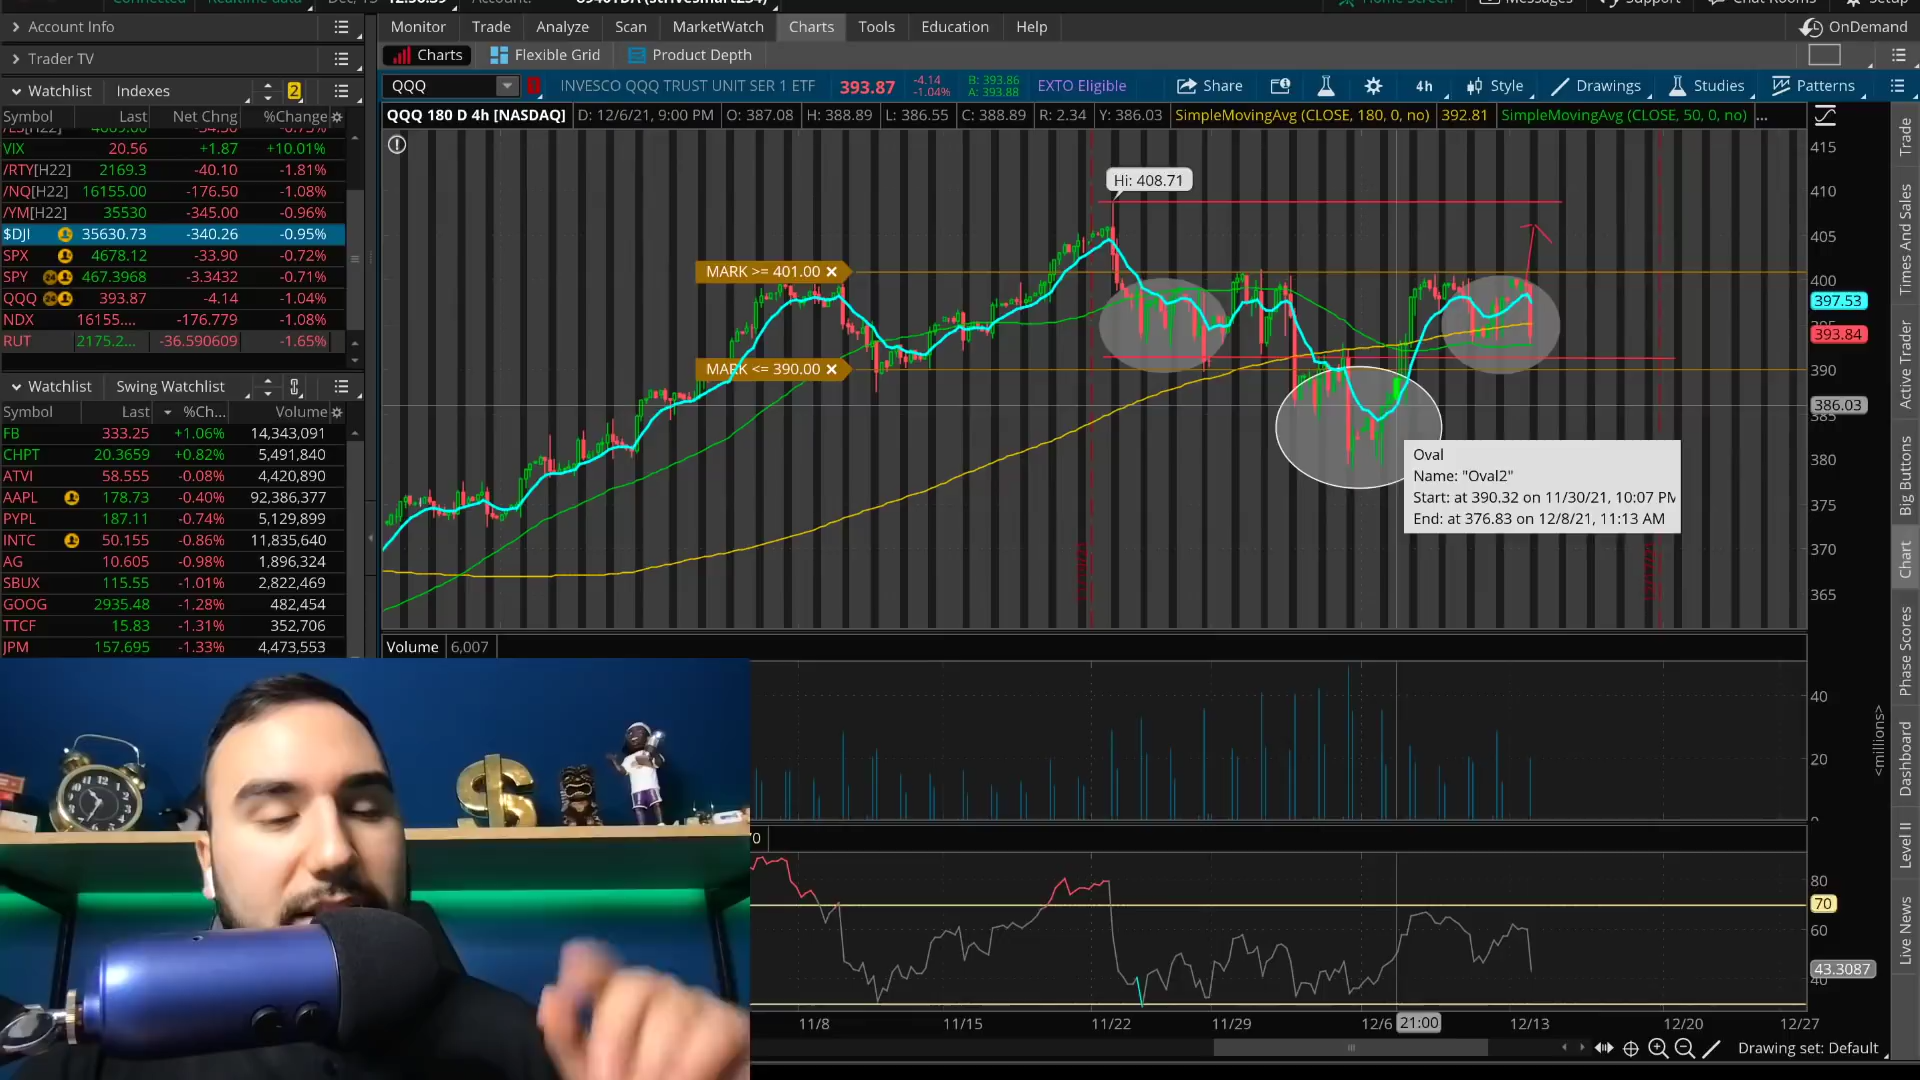 Account Info
Trader TV
Watchlist Indexes 2
Symbol Last Net Chng %Change
VIX 20.56 +1.87 +10.01%
/RTY[H22] 2169.3 -40.10 -1.81%
/NQ[H22] 16155.00 -176.50 -1.08%
/YM[H22] 35530 -345.00 -0.96%
$DJI 35630.73 -340.26 -0.95%
SPX 4678.12 -33.90 -0.72%
SPY 467.3968 -3.3432 -0.71%
QQQ 393.87 -4.14 -1.04%
NDX 16155.... -176.779 -1.08%
RUT 2175.2... -36.590609 -1.65%
Watchlist Swing Watchlist
Symbol Last %Ch... Volume
FB 333.25 +1.06% 14,343,091
CHPT 20.3659 +0.82% 5,491,840
ATVI 58.555 -0.08% 4,420,890
AAPL 178.73 -0.40% 92,386,377
PYPL 187.11 -0.74% 5,129,899
INTC 50.155 -0.86% 11,835,640
AG 10.605 -0.98% 1,896,324
SBUX 115.55 -1.01% 2,822,469
GOOG 2935.48 -1.28% 482,454
TTCF 15.83 -1.31% 352,706
JPM 157.695 -1.33% 4,473,553
Monitor Trade Analyze Scan MarketWatch Charts Tools Education Help
OnDemand
Charts Flexible Grid Product Depth
QQQ INVESCO QQQ TRUST UNIT SER 1 ETF 393.87 -4.14 -1.04% B: 393.86 A: 393.88 EXTO Eligible Share 4h Style Drawings Studies Patterns
QQQ 180 D 4h [NASDAQ] D: 12/6/21, 9:00 PM O: 387.08 H: 388.89 L: 386.55 C: 388.89 R: 2.34 Y: 386.03 SimpleMovingAvg (CLOSE, 180, 0, no) 392.81 SimpleMovingAvg (CLOSE, 50, 0, no) ...
Hi: 408.71
MARK >= 401.00
MARK <= 390.00
Oval
Name: "Oval2"
Start: at 390.32 on 11/30/21, 10:07 PM
End: at 376.83 on 12/8/21, 11:13 AM
415
410
405
400
397.53
393.84
390
386.03
380
375
370
365
Volume 6,007
40
20
<millions>
80
70
60
43.3087
11/8 11/15 11/22 11/29 12/6 21:00 12/13 12/20 12/27
Drawing set: Default
Trade
Times And Sales
Active Trader
Big Buttons
Chart
Phase Scores
Dashboard
Level II
Live News